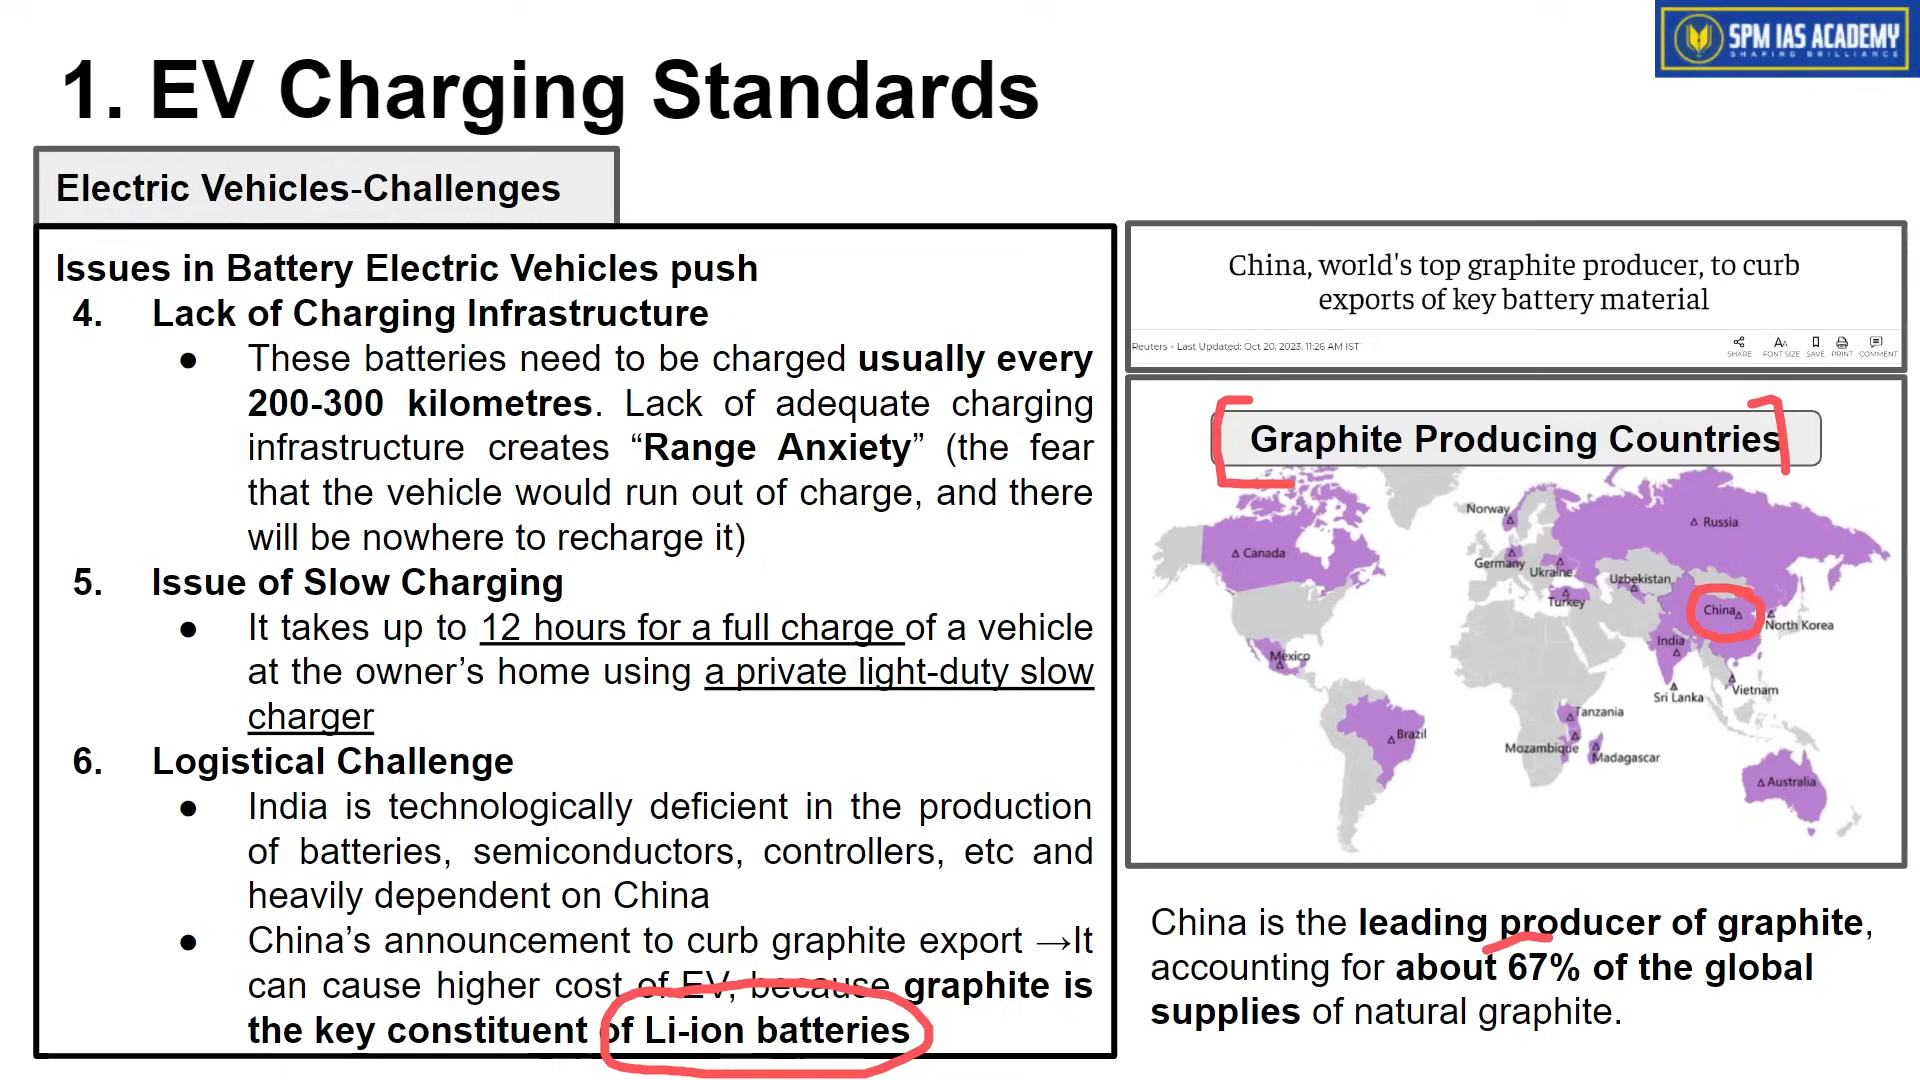 SPM IAS ACADEMY
SHAPING BRILLIANCE
1. EV Charging Standards
Electric Vehicles-Challenges
Issues in Battery Electric Vehicles push
4. Lack of Charging Infrastructure
● These batteries need to be charged usually every
200-300 kilometres. Lack of adequate charging
infrastructure creates “Range Anxiety” (the fear
that the vehicle would run out of charge, and there
will be nowhere to recharge it)
5. Issue of Slow Charging
● It takes up to 12 hours for a full charge of a vehicle
at the owner’s home using a private light-duty slow
charger
6. Logistical Challenge
● India is technologically deficient in the production
of batteries, semiconductors, controllers, etc and
heavily dependent on China
● China’s announcement to curb graphite export →It
can cause higher cost of EV, because graphite is
the key constituent of Li-ion batteries
China, world's top graphite producer, to curb
exports of key battery material
Reuters • Last Updated: Oct 20, 2023, 11:26 AM IST
SHARE FONT SIZE SAVE PRINT COMMENT
Graphite Producing Countries
Norway
Russia
Canada
Germany
Ukraine
Uzbekistan
Turkey
China
North Korea
India
Mexico
Sri Lanka
Vietnam
Tanzania
Brazil
Mozambique
Madagascar
Australia
China is the leading producer of graphite,
accounting for about 67% of the global
supplies of natural graphite.